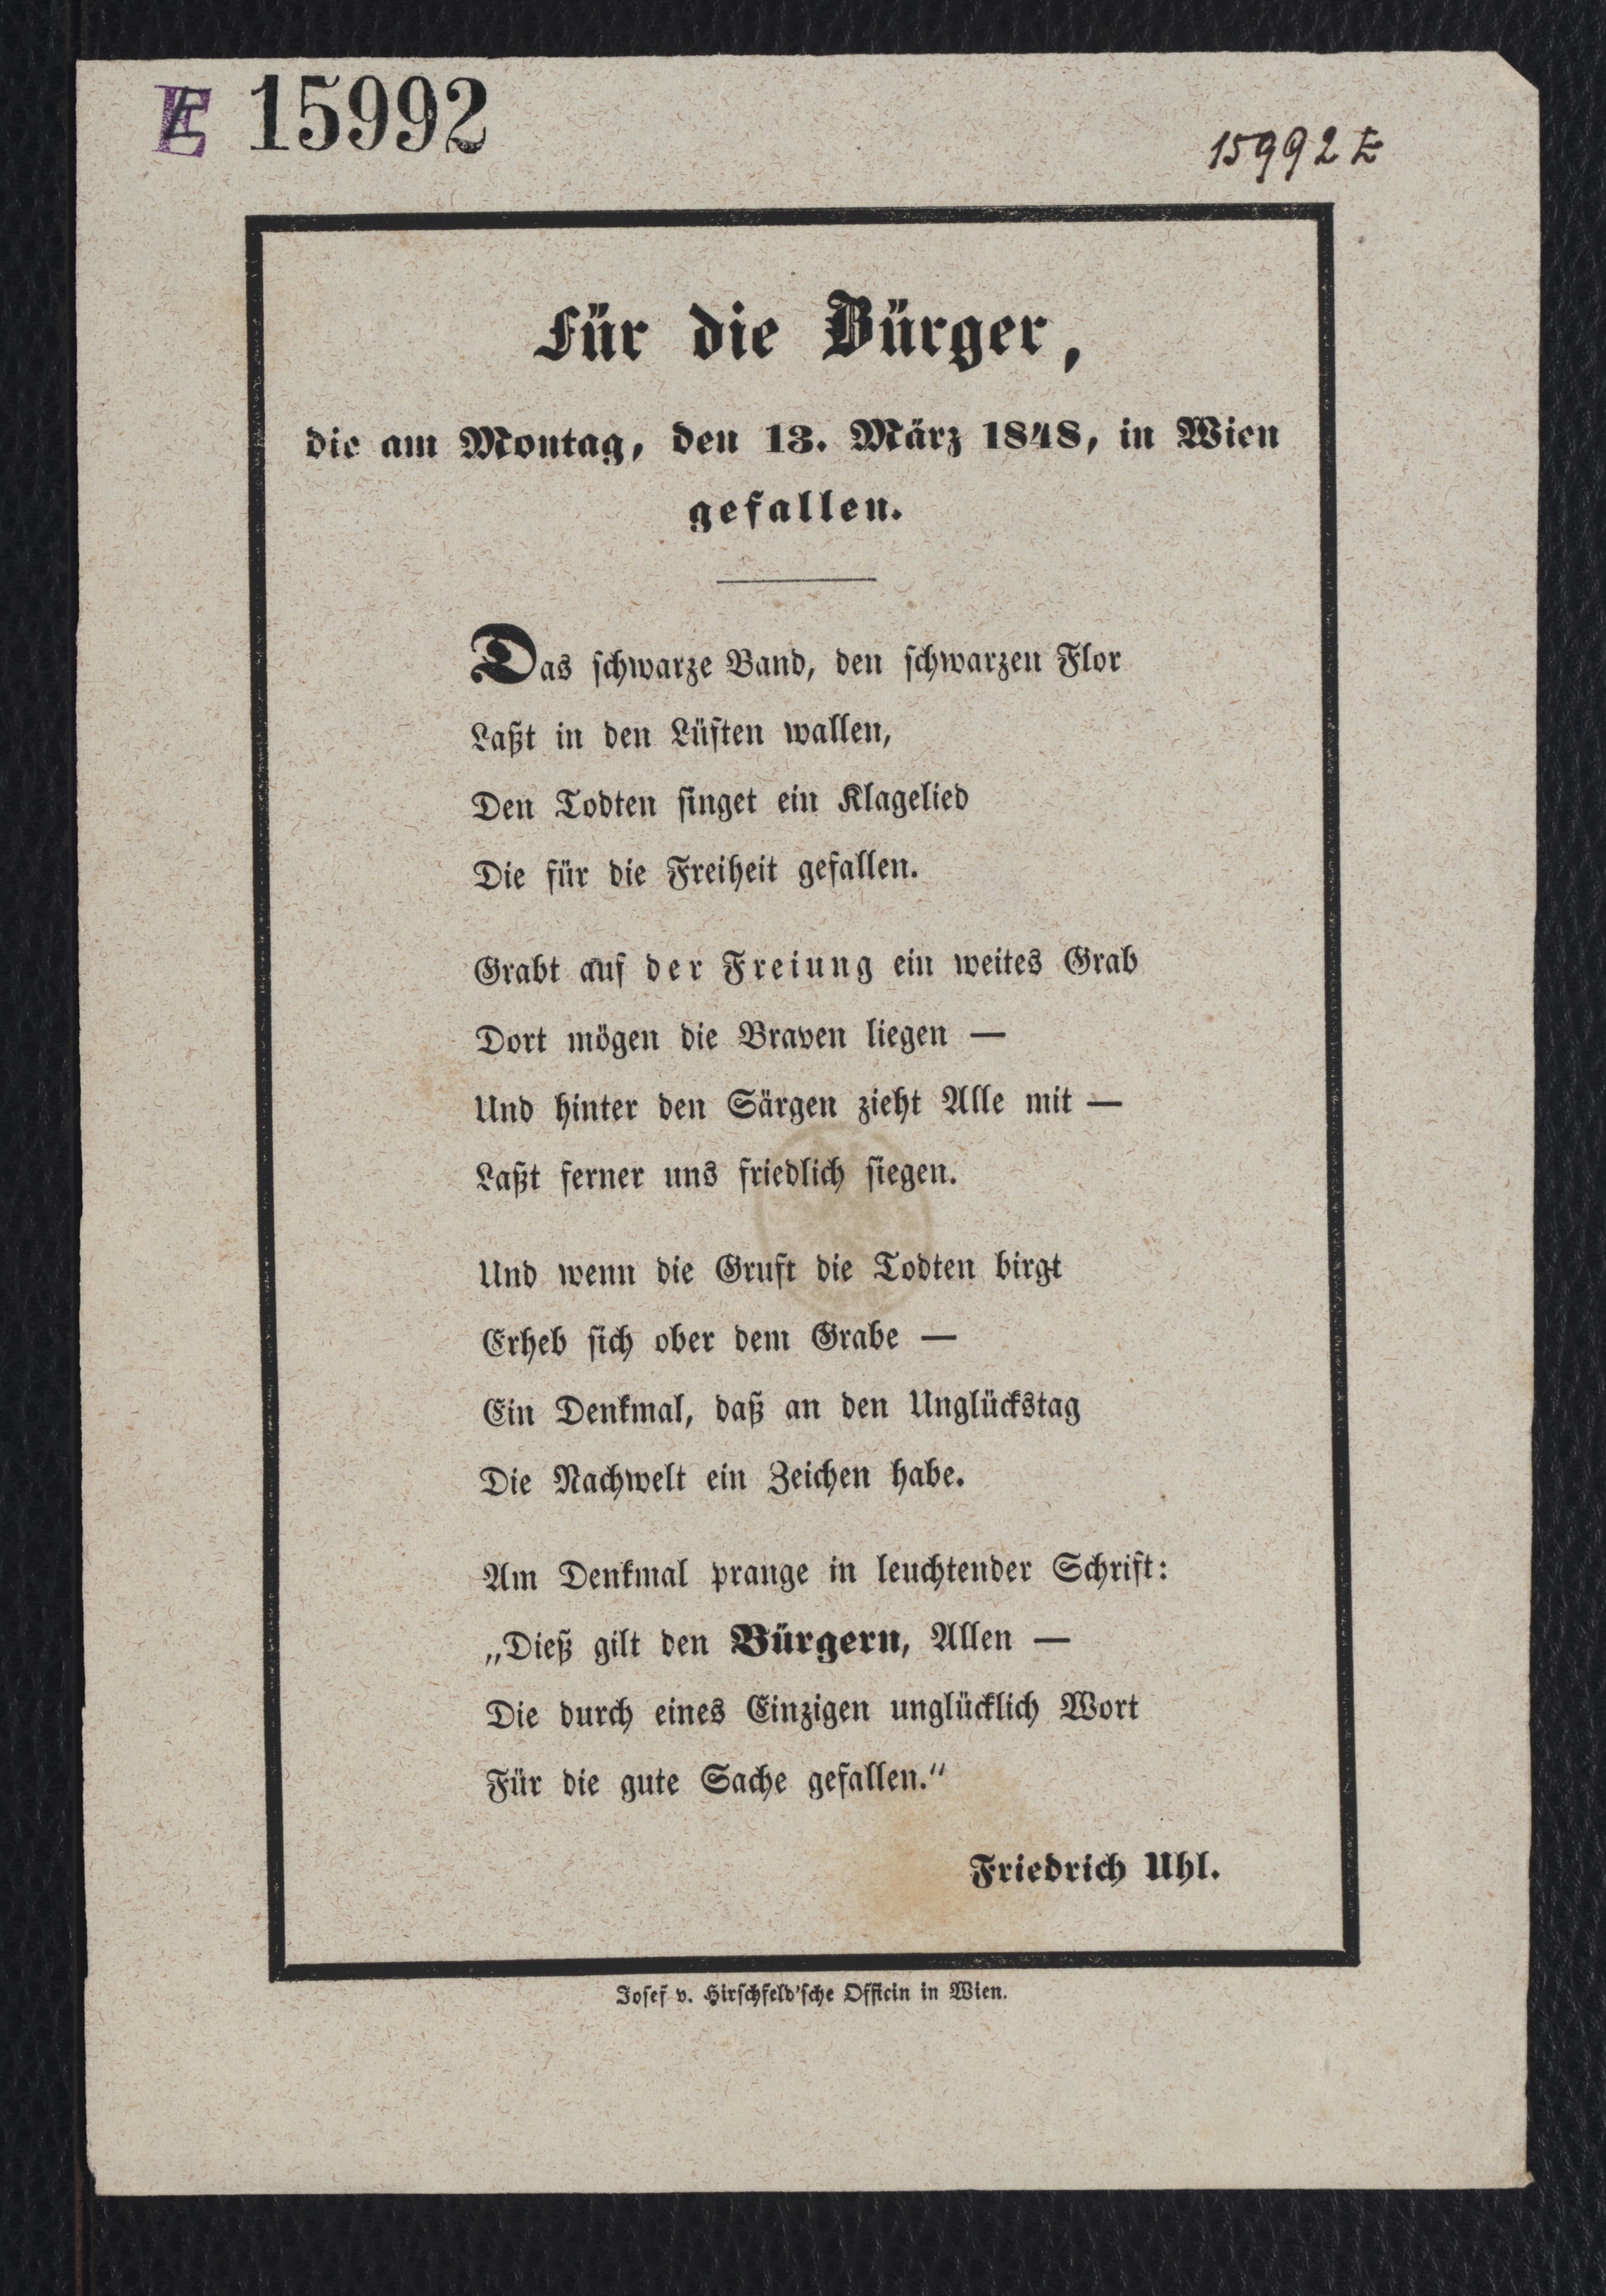 E 15992
15992 E
Für die Bürger,
die am Montag, den 13. März 1848, in Wien
gefallen.
Das schwarze Band, den schwarzen Flor
Laßt in den Lüften wallen,
Den Todten singet ein Klagelied
Die für die Freiheit gefallen.
Grabt auf der Freiung ein weites Grab
Dort mögen die Braven liegen —
Und hinter den Särgen zieht Alle mit —
Laßt ferner uns friedlich siegen.
Und wenn die Gruft die Todten birgt
Erheb sich ober dem Grabe —
Ein Denkmal, daß an den Unglückstag
Die Nachwelt ein Zeichen habe.
Am Denkmal prange in leuchtender Schrift:
„Dieß gilt den Bürgern, Allen —
Die durch eines Einzigen unglücklich Wort
Für die gute Sache gefallen.“
Friedrich Uhl.
Josef v. Hirschfeld'sche Officin in Wien.